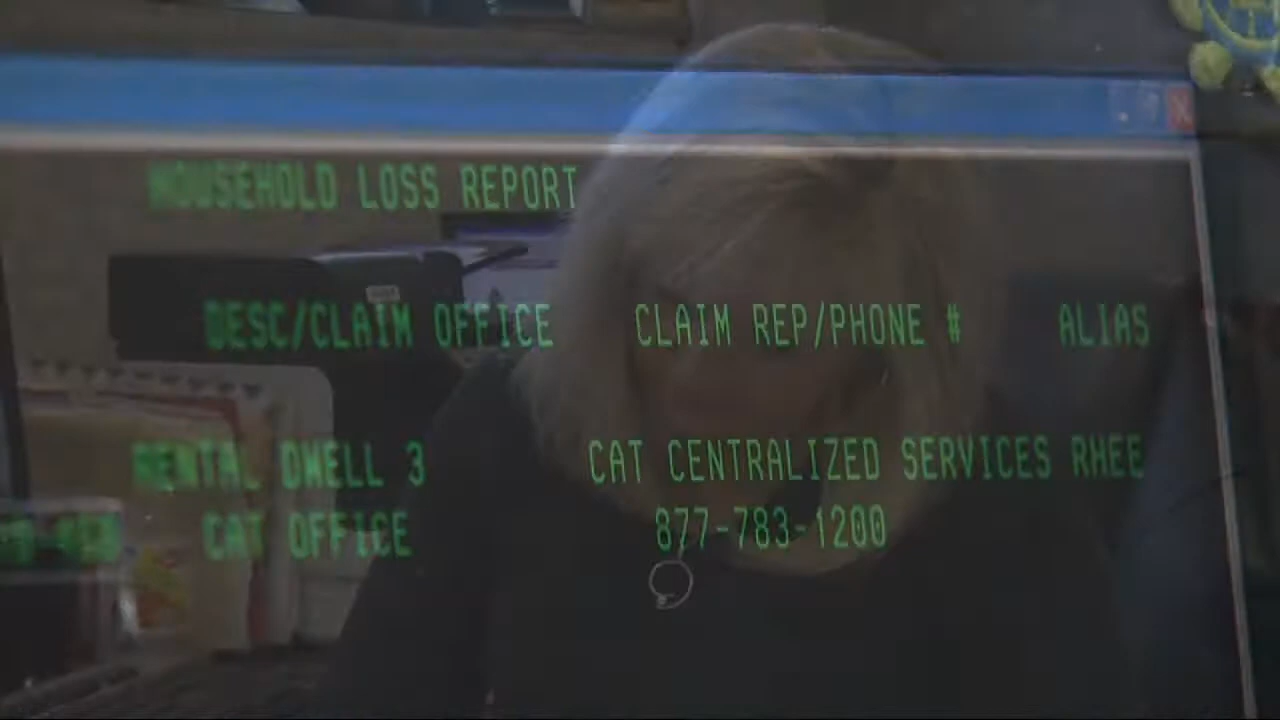 HOUSEHOLD LOSS REPORT
DESC/CLAIM OFFICE CLAIM REP/PHONE # ALIAS
RENTAL DWELL 3 CAT CENTRALIZED SERVICES RHEE
CAT OFFICE 877-783-1200